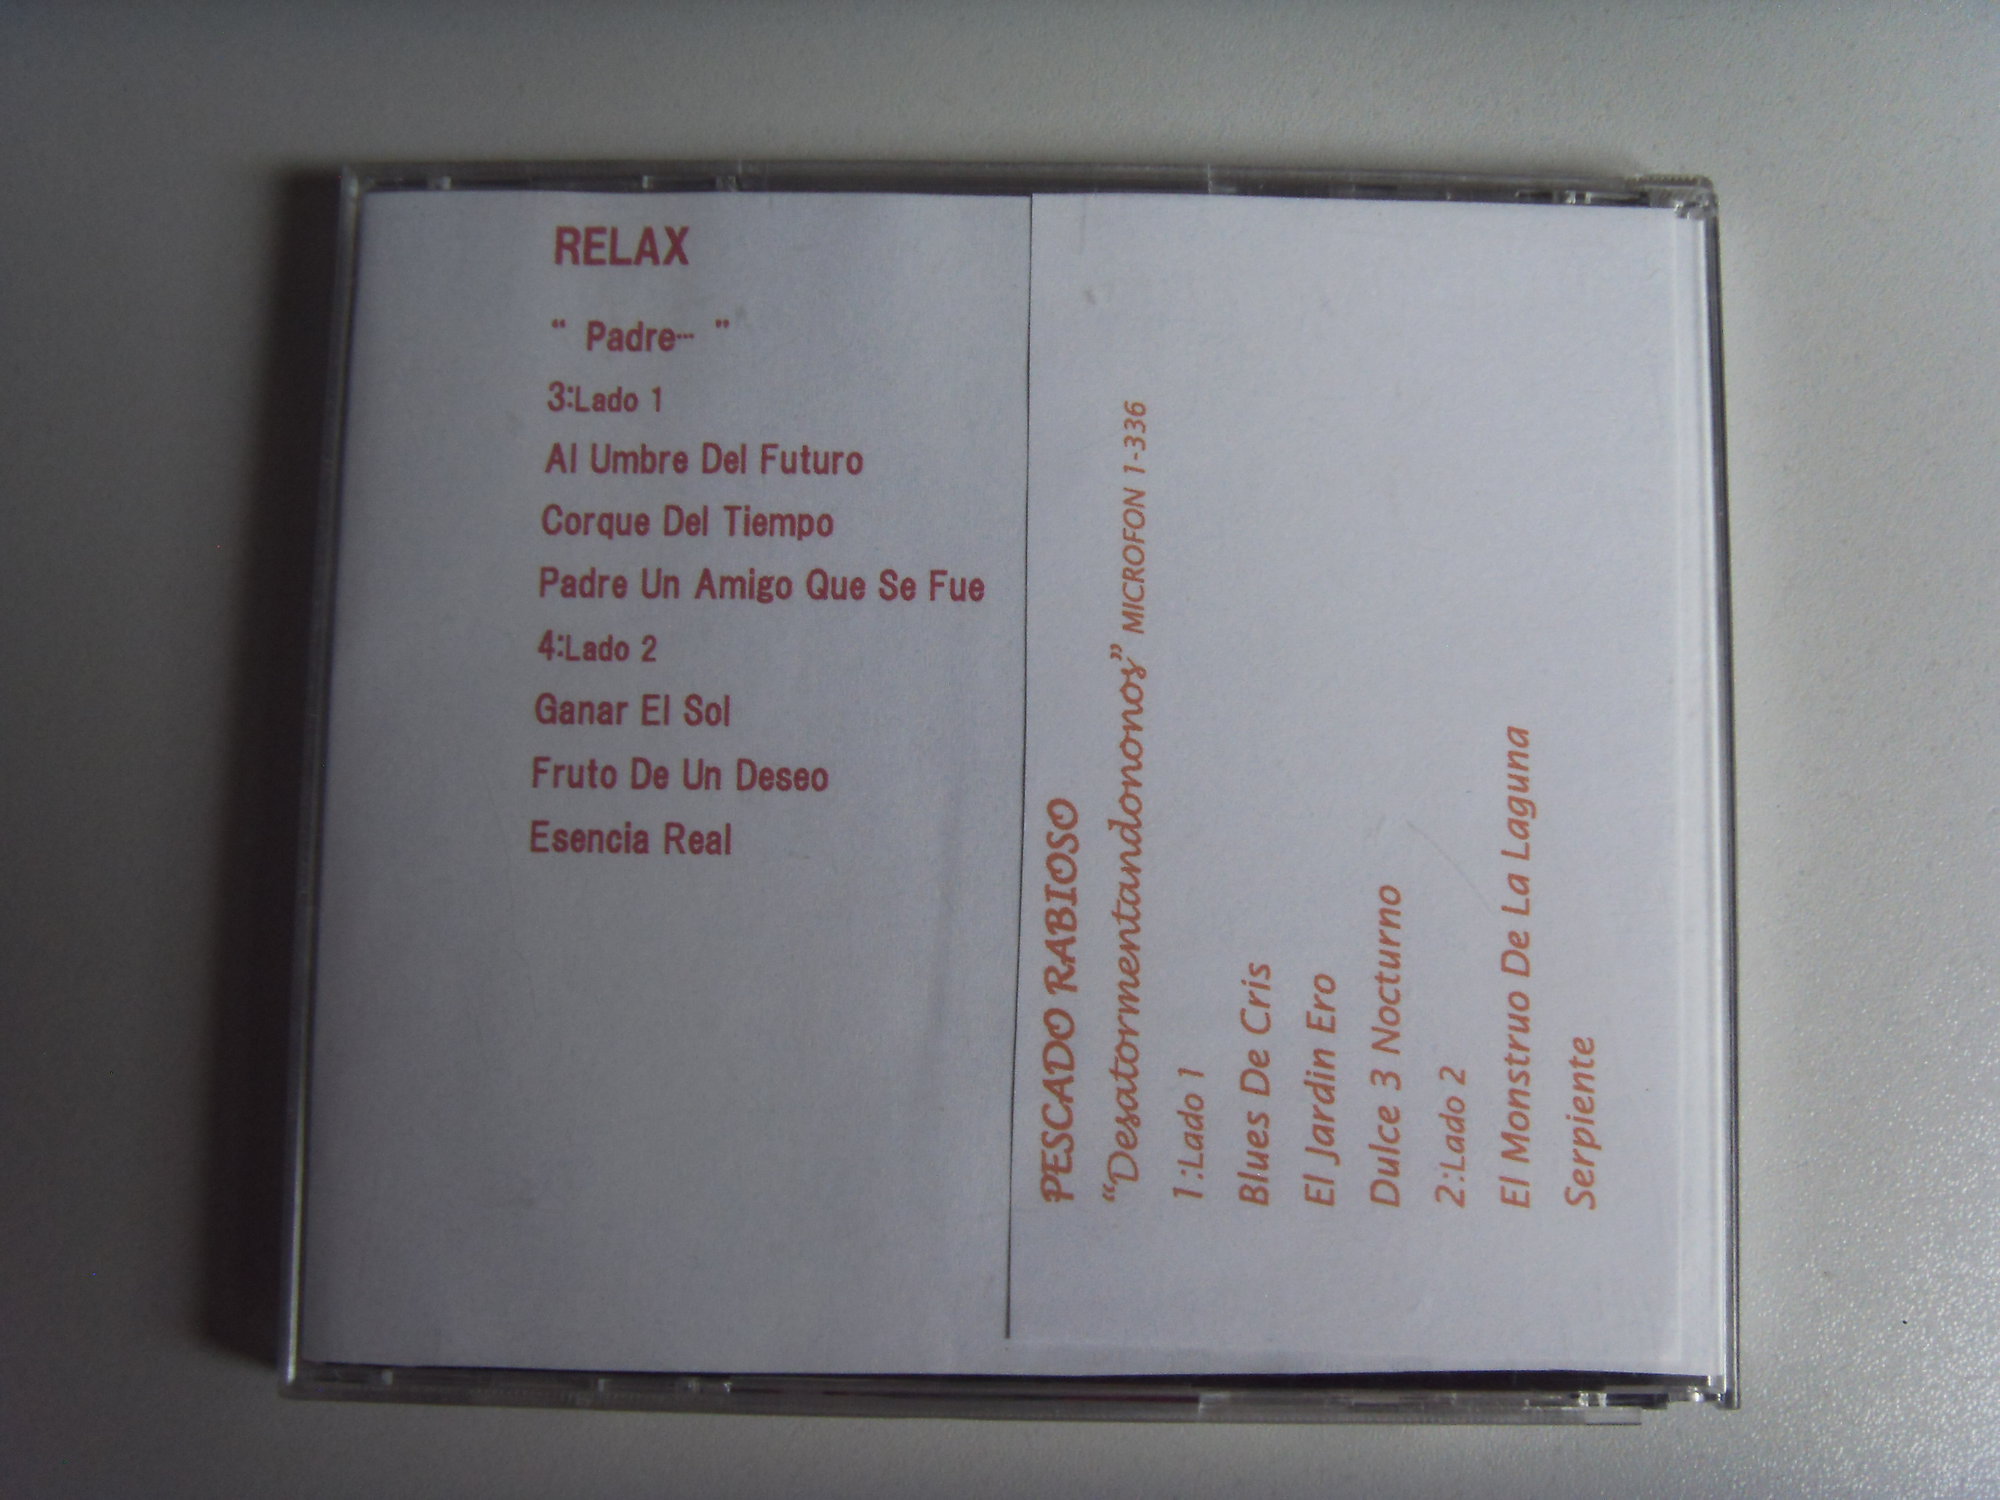 RELAX
“ Padre… ”
3:Lado 1
Al Umbre Del Futuro
Corque Del Tiempo
Padre Un Amigo Que Se Fue
4:Lado 2
Ganar El Sol
Fruto De Un Deseo
Esencia Real
PESCADO RABIOSO
“Desatormentandononos” MICROFON 1-336
1:Lado 1
Blues De Cris
El Jardin Ero
Dulce 3 Nocturno
2:Lado 2
El Monstruo De La Laguna
Serpiente